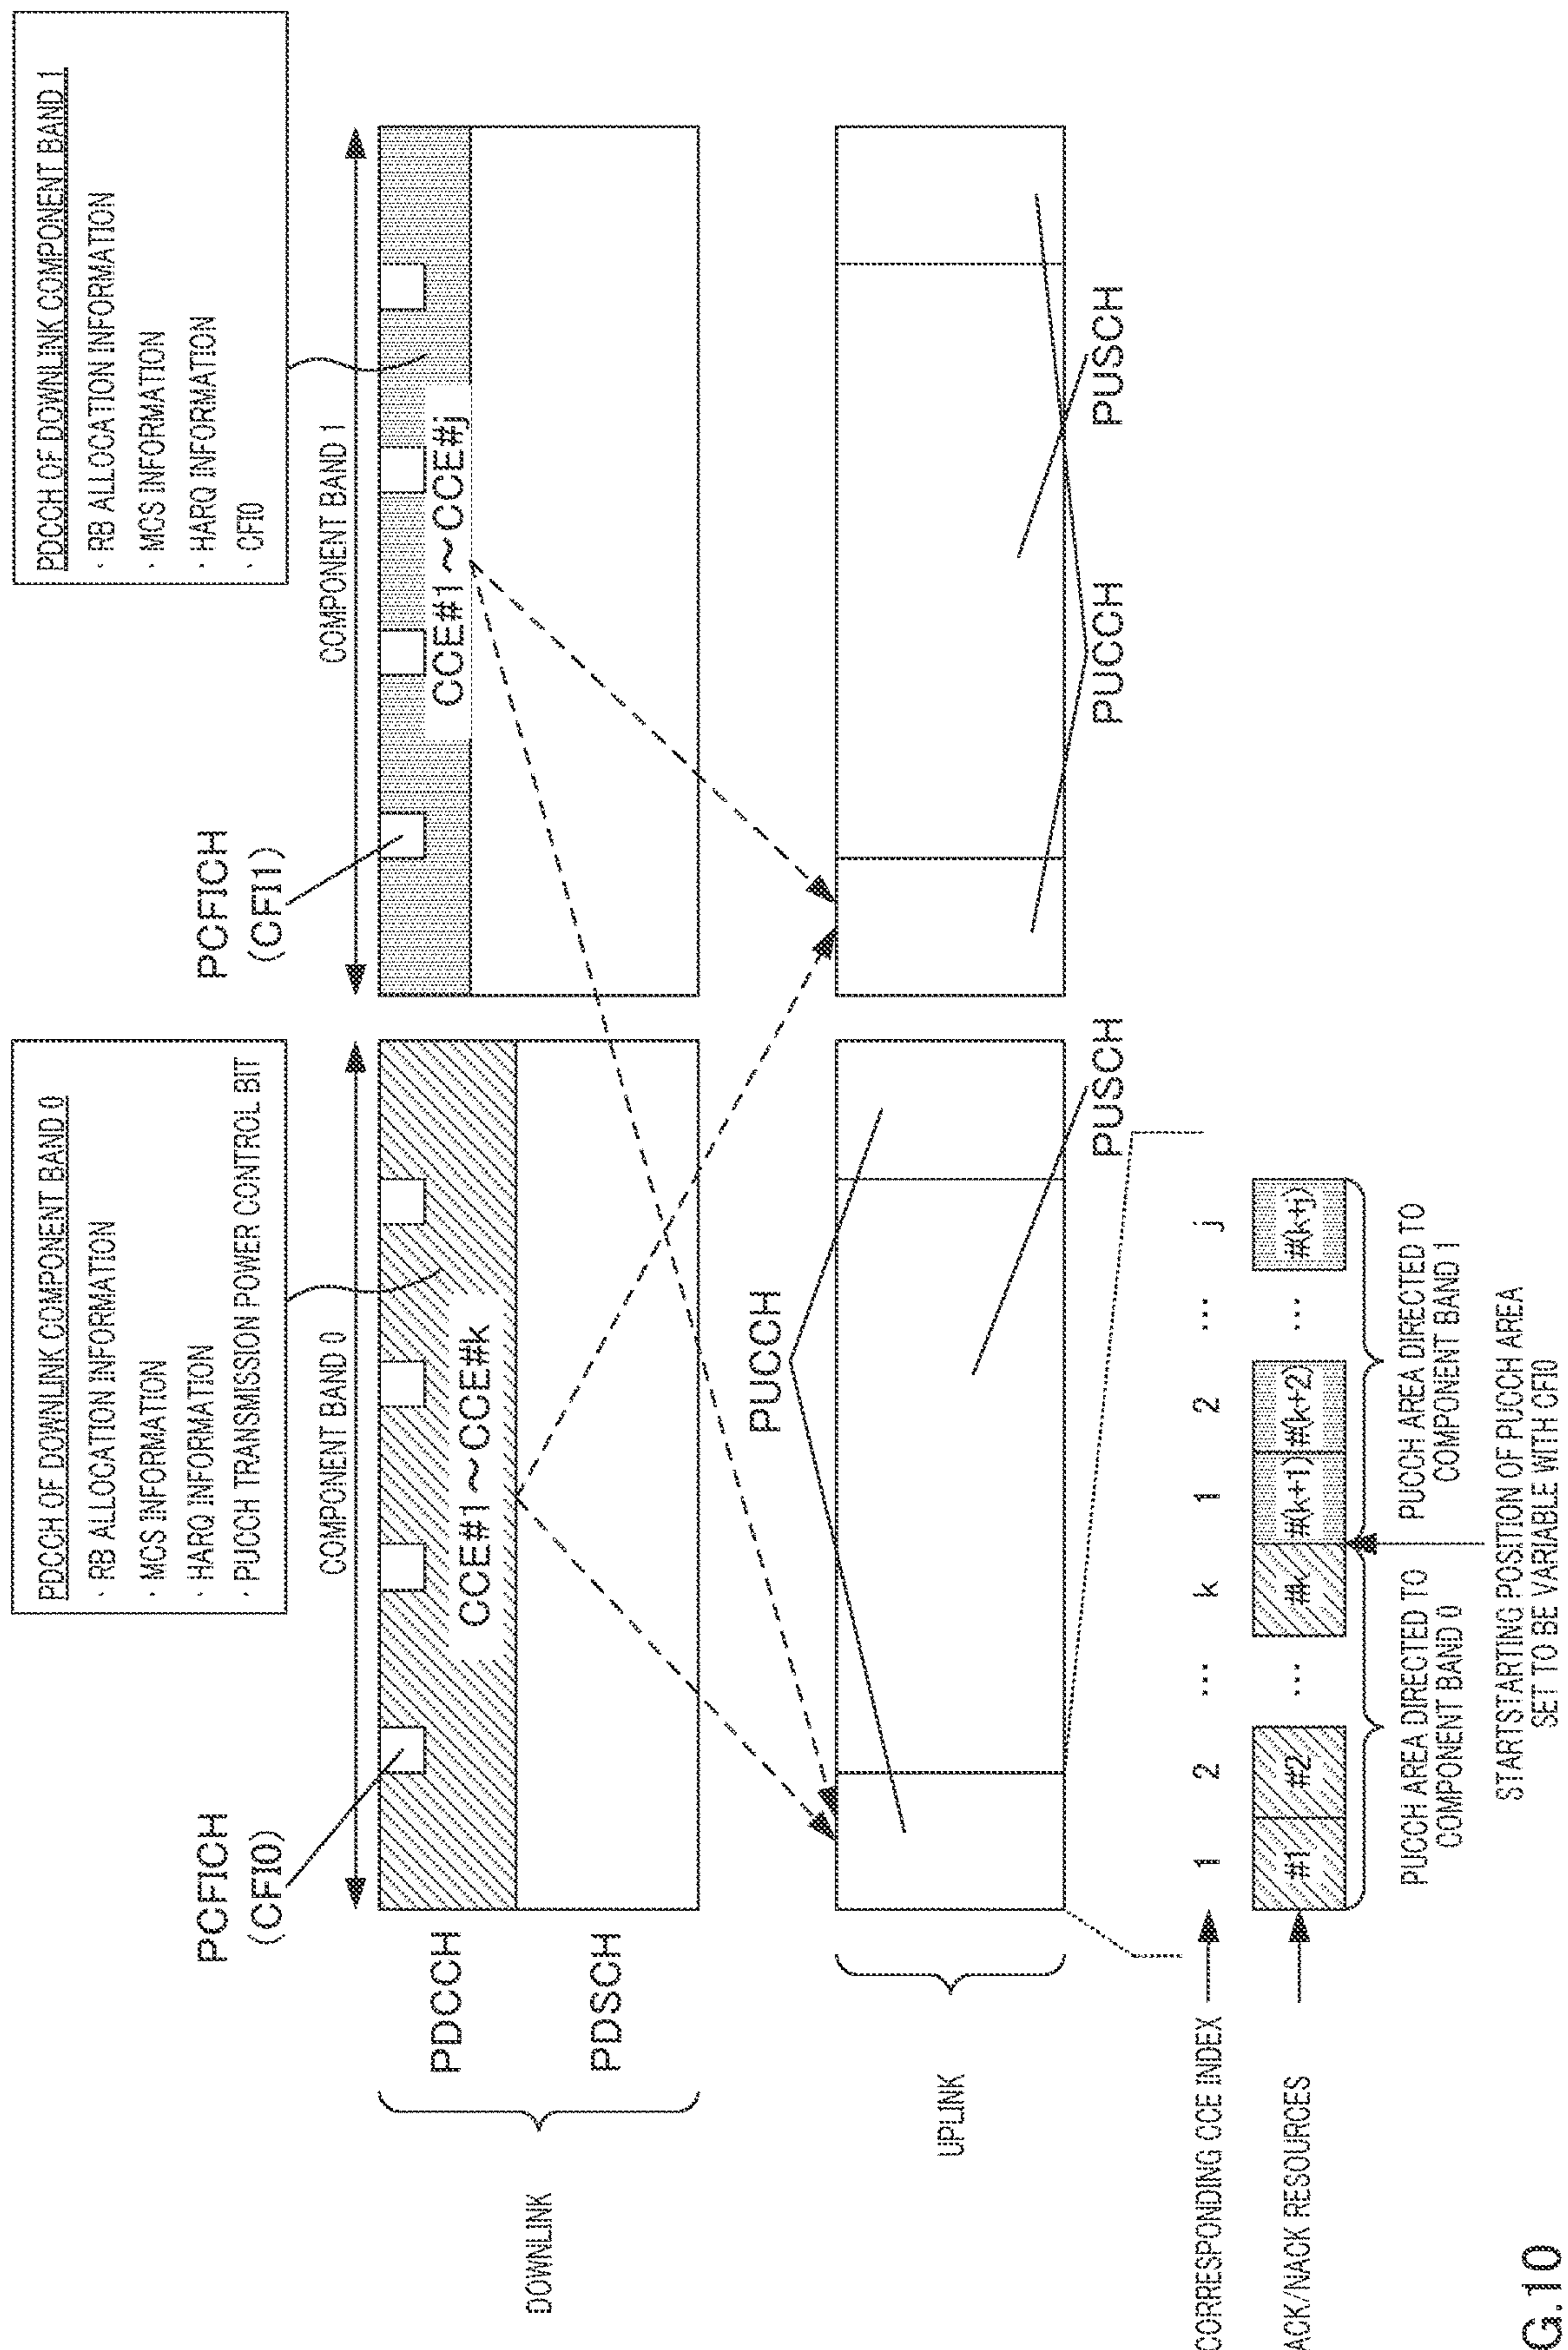 PDCCH OF DOWNLINK COMPONENT BAND 0
· RB ALLOCATION INFORMATION
· MCS INFORMATION
· HARQ INFORMATION
· PUCCH TRANSMISSION POWER CONTROL BIT
PDCCH OF DOWNLINK COMPONENT BAND 1
· RB ALLOCATION INFORMATION
· MCS INFORMATION
· HARQ INFORMATION
· CFI0
PCFICH
(CFI0)
COMPONENT BAND 0
PCFICH
(CFI1)
COMPONENT BAND 1
DOWNLINK
PDCCH
CCE#1~CCE#k
CCE#1~CCE#j
PDSCH
PUCCH
UPLINK
PUSCH
PUCCH
PUSCH
CORRESPONDING CCE INDEX
1 2 ... k 1 2 ... j
ACK/NACK RESOURCES
#1 #2 ... #k #(k+1) #(k+2) ... #(k+j)
PUCCH AREA DIRECTED TO
COMPONENT BAND 0
PUCCH AREA DIRECTED TO
COMPONENT BAND 1
STARTSTARTING POSITION OF PUCCH AREA
SET TO BE VARIABLE WITH CFI0
G.10